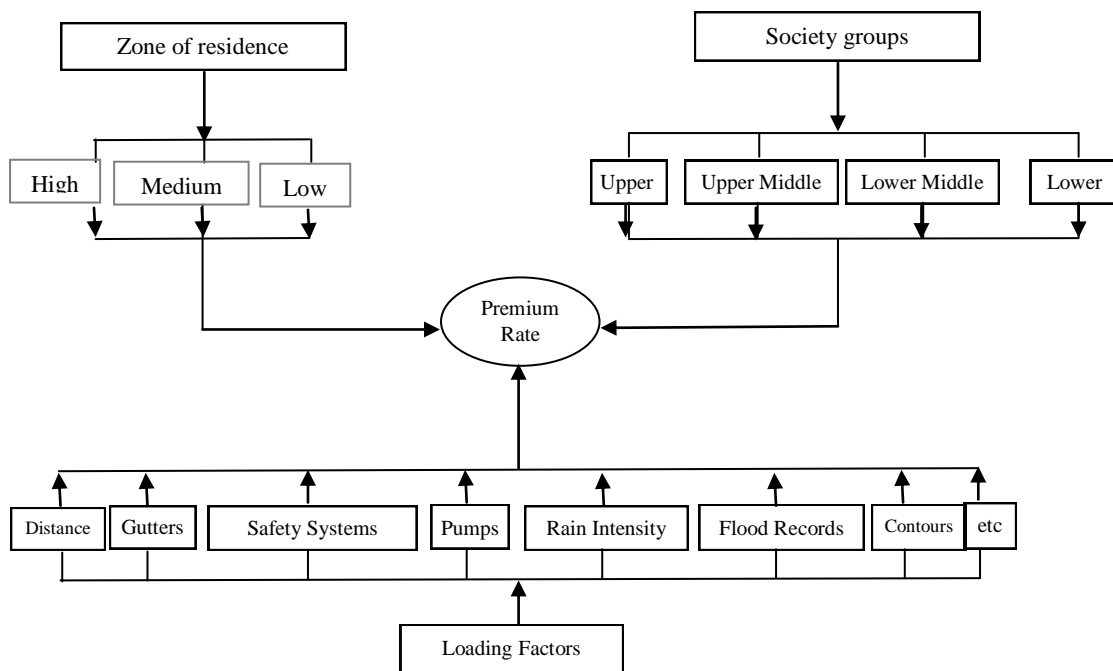 Zone of residence
Society groups
High
Medium
Low
Upper
Upper Middle
Lower Middle
Lower
Premium
Rate
Distance
Gutters
Safety Systems
Pumps
Rain Intensity
Flood Records
Contours
etc
Loading Factors